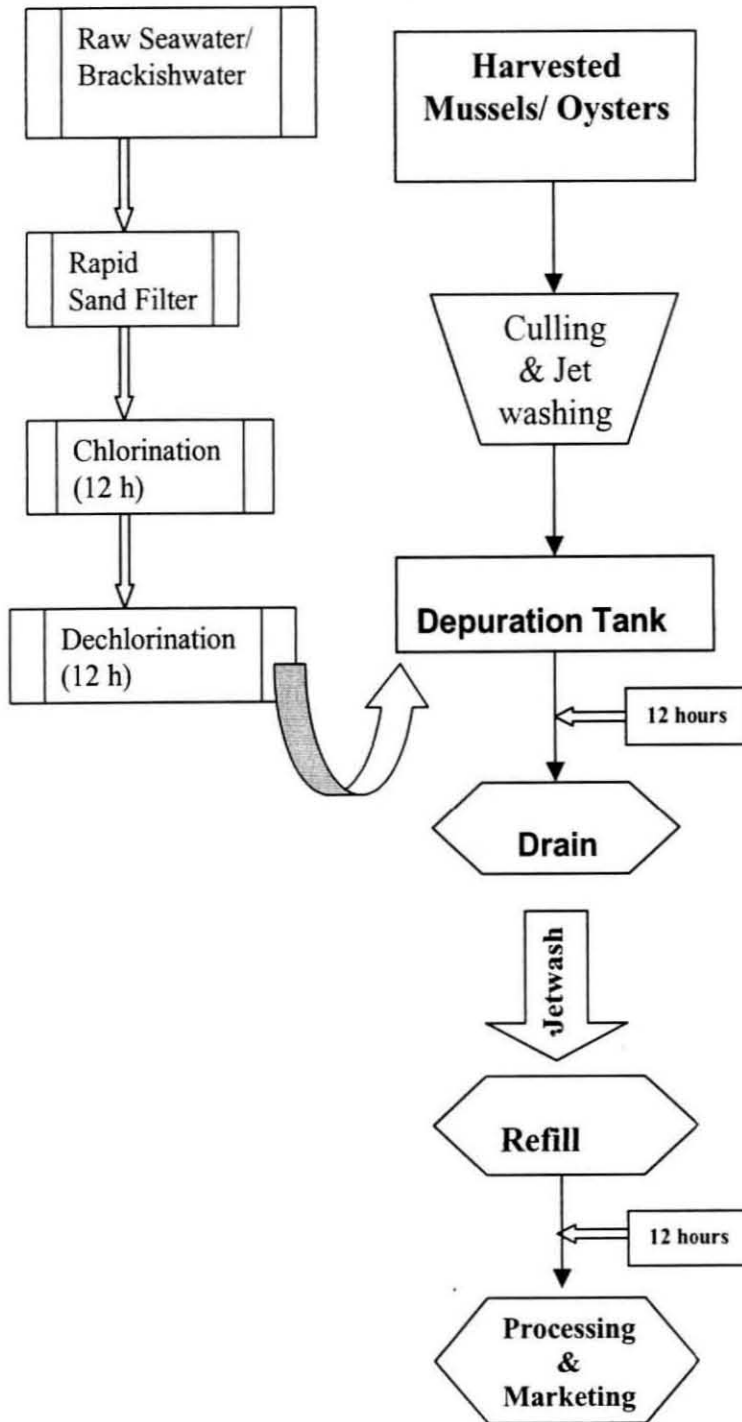 Raw Seawater/
Brackishwater
Rapid
Sand Filter
Chlorination
(12 h)
Dechlorination
(12 h)
Harvested
Mussels/ Oysters
Culling
& Jet
washing
Depuration Tank
12 hours
Drain
Jetwash
Refill
12 hours
Processing
&
Marketing